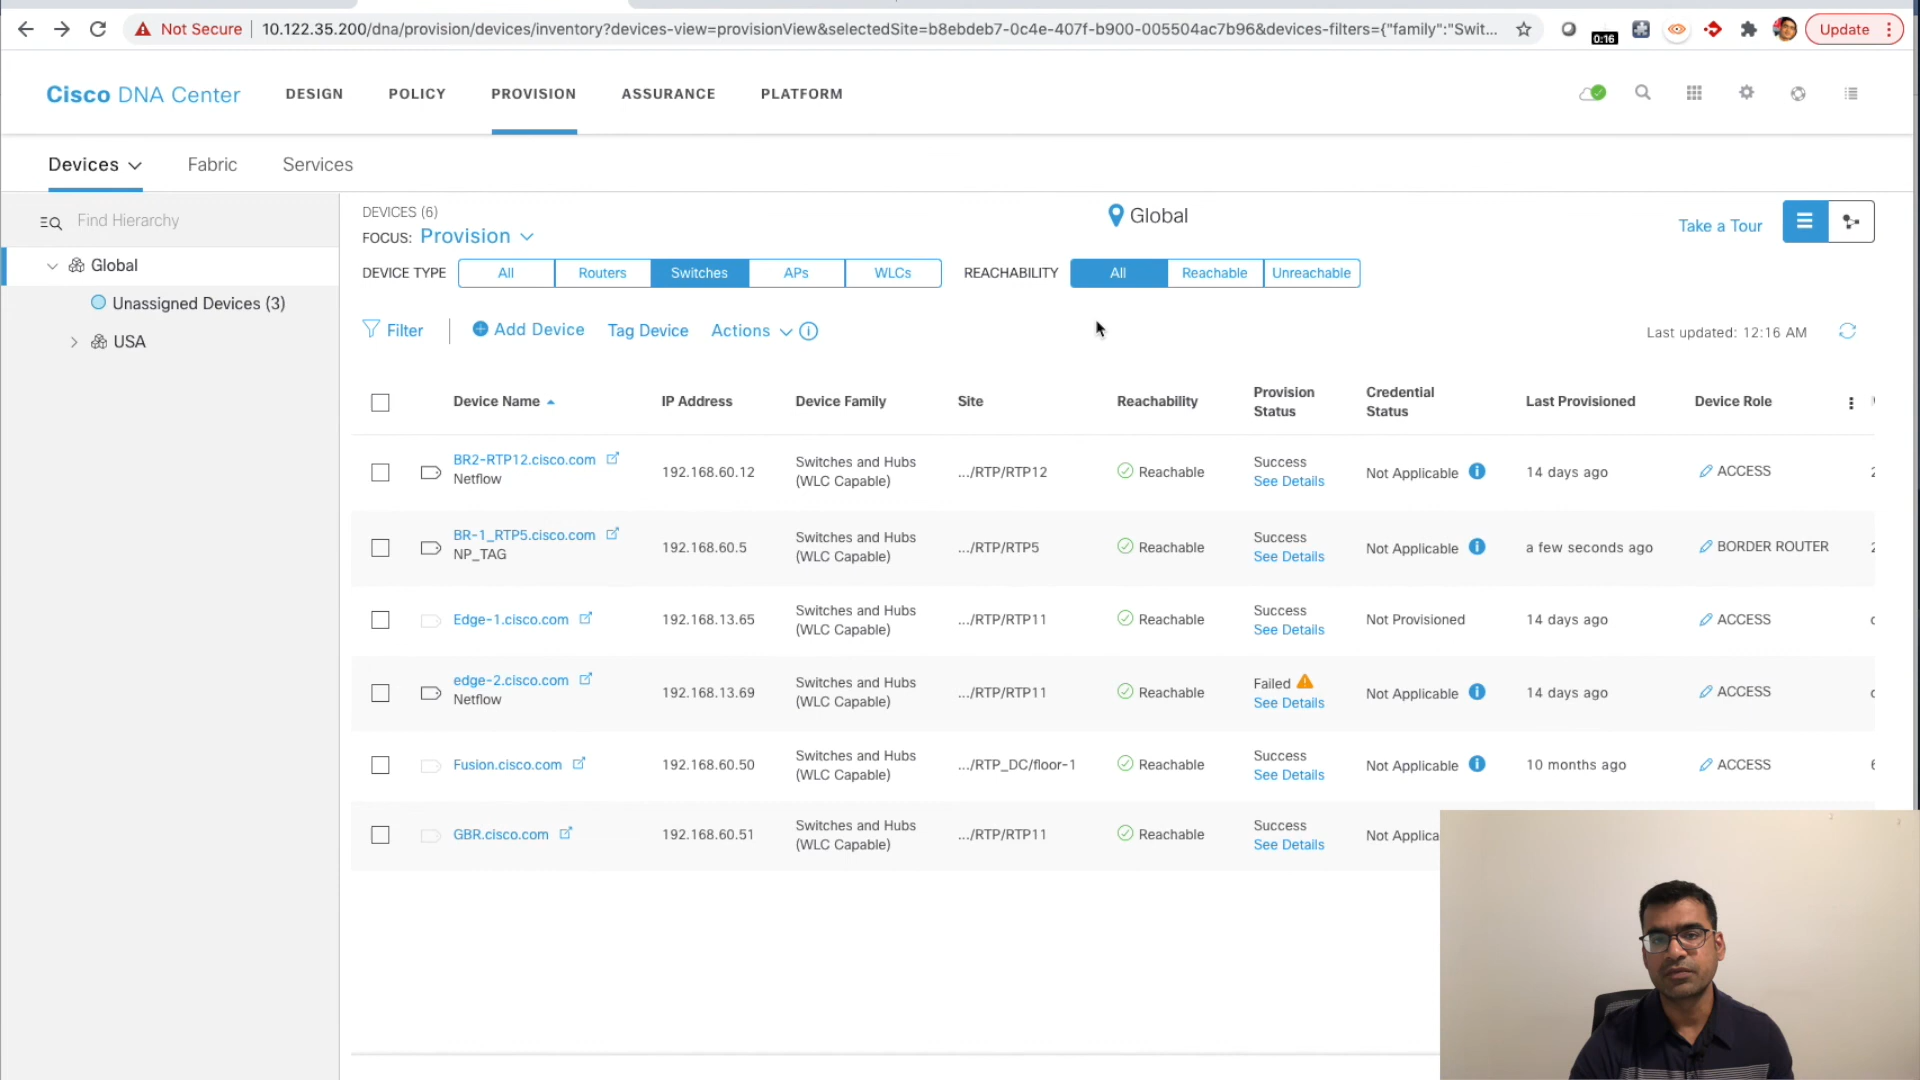 Not Secure 10.122.35.200/dna/provision/devices/inventory?devices-view=provisionView&selectedSite=b8ebdeb7-0c4e-407f-b900-005504ac7b96&devices-filters={"family":"Swit...
0:16
Update
Cisco DNA Center DESIGN POLICY PROVISION ASSURANCE PLATFORM
Devices Fabric Services
Find Hierarchy
Global
Unassigned Devices (3)
USA
DEVICES (6)
FOCUS: Provision
Global
Take a Tour
DEVICE TYPE All Routers Switches APs WLCs REACHABILITY All Reachable Unreachable
Filter Add Device Tag Device Actions Last updated: 12:16 AM
Device Name IP Address Device Family Site Reachability Provision Status Credential Status Last Provisioned Device Role
BR2-RTP12.cisco.com 192.168.60.12 Switches and Hubs .../RTP/RTP12 Reachable Success Not Applicable 14 days ago ACCESS
Netflow (WLC Capable) See Details
BR-1_RTP5.cisco.com 192.168.60.5 Switches and Hubs .../RTP/RTP5 Reachable Success Not Applicable a few seconds ago BORDER ROUTER
NP_TAG (WLC Capable) See Details
Edge-1.cisco.com 192.168.13.65 Switches and Hubs .../RTP/RTP11 Reachable Success Not Provisioned 14 days ago ACCESS
(WLC Capable) See Details
edge-2.cisco.com 192.168.13.69 Switches and Hubs .../RTP/RTP11 Reachable Failed Not Applicable 14 days ago ACCESS
Netflow (WLC Capable) See Details
Fusion.cisco.com 192.168.60.50 Switches and Hubs .../RTP_DC/floor-1 Reachable Success Not Applicable 10 months ago ACCESS
(WLC Capable) See Details
GBR.cisco.com 192.168.60.51 Switches and Hubs .../RTP/RTP11 Reachable Success Not Applica
(WLC Capable) See Details